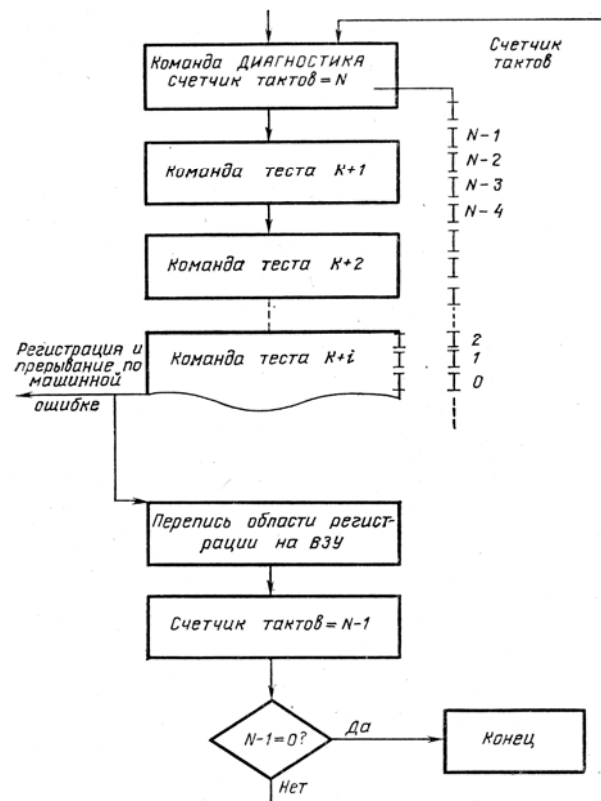 Команда ДИАГНОСТИКА
счетчик тактов = N
Счетчик
тактов
N-1
N-2
N-3
N-4
Команда теста К+1
Команда теста К+2
Регистрация и
прерывание по
машинной
ошибке
Команда теста К+i
2
1
0
Перепись области регист-
рации на ВЗУ
Счетчик тактов = N-1
N-1=0?
Да
Конец
Нет